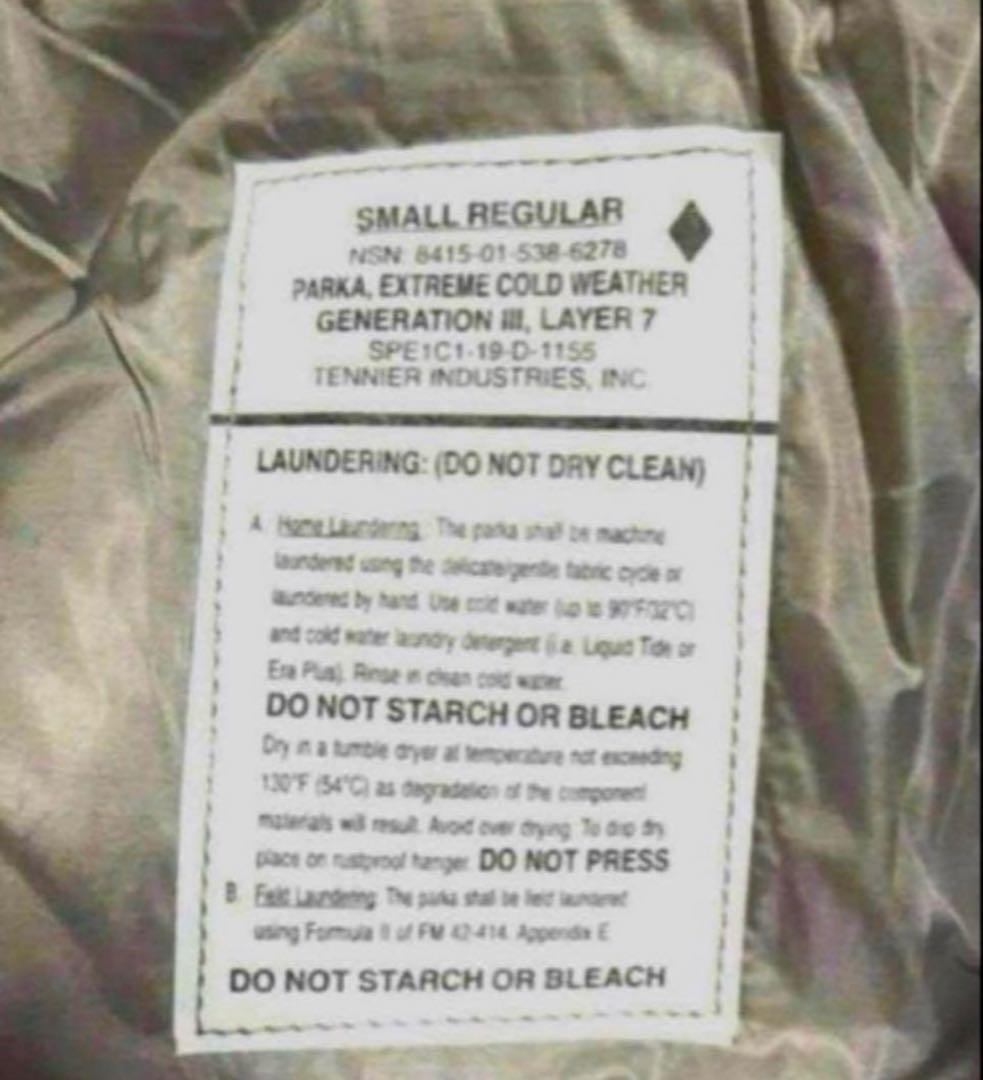 SMALL REGULAR
NSN: 8415-01-538-6278
PARKA, EXTREME COLD WEATHER
GENERATION III, LAYER 7
SPE1C1-19-D-1155
TENNIER INDUSTRIES, INC.
LAUNDERING: (DO NOT DRY CLEAN)
A. Home Laundering: The parka shall be machine
laundered using the delicate/gentle fabric cycle or
laundered by hand. Use cold water (up to 90°F/32°C)
and cold water laundry detergent (i.e. Liquid Tide or
Era Plus). Rinse in clean cold water.
DO NOT STARCH OR BLEACH
Dry in a tumble dryer at temperature not exceeding
130°F (54°C) as degradation of the component
materials will result. Avoid over drying. To drip dry,
place on rustproof hanger. DO NOT PRESS
B. Field Laundering: The parka shall be field laundered
using Formula II of FM 42-414. Appendix E
DO NOT STARCH OR BLEACH